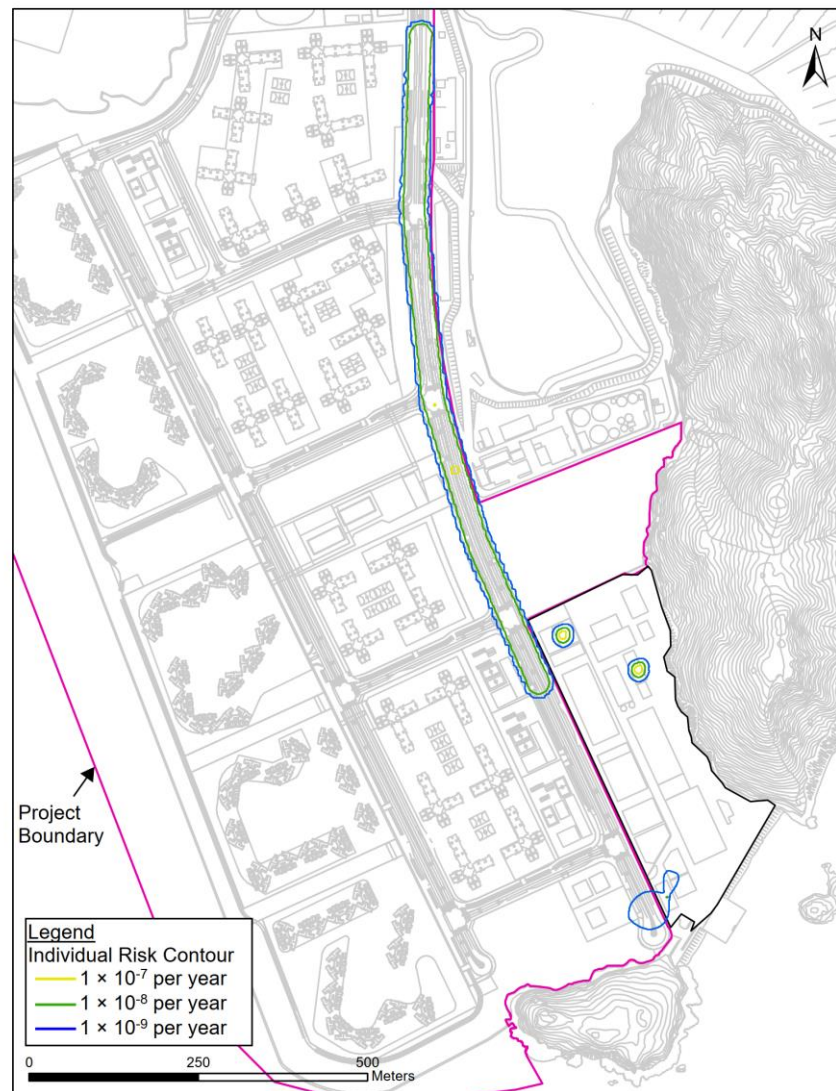 N
Project
Boundary
Legend
Individual Risk Contour
1 × 10⁻⁷ per year
1 × 10⁻⁸ per year
1 × 10⁻⁹ per year
0 250 500
Meters